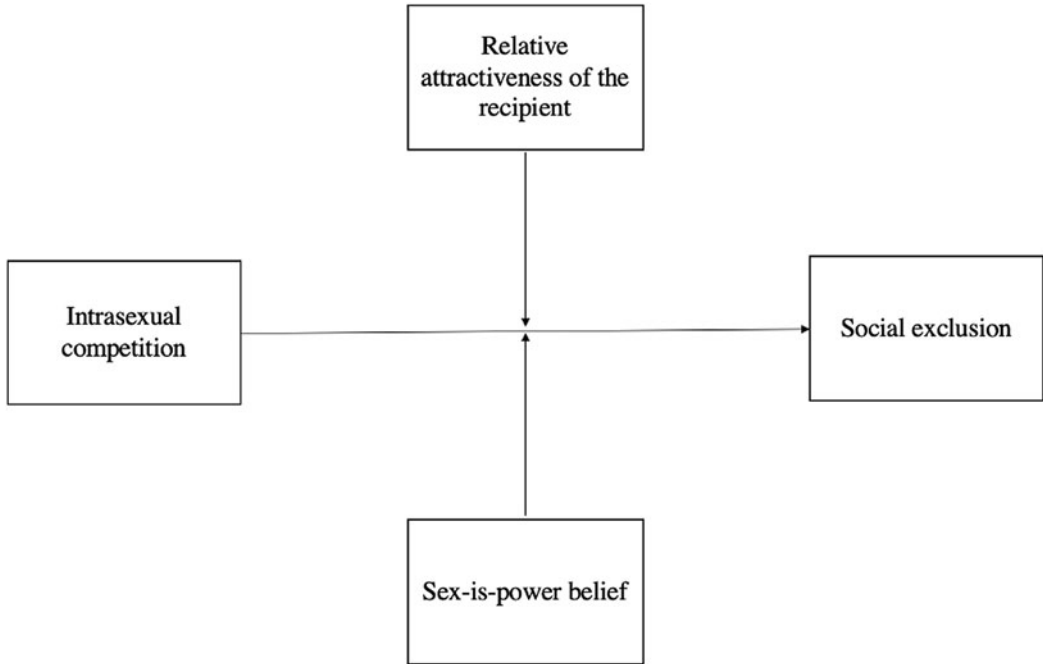 Relative
attractiveness of the
recipient
Intrasexual
competition
Social exclusion
Sex-is-power belief